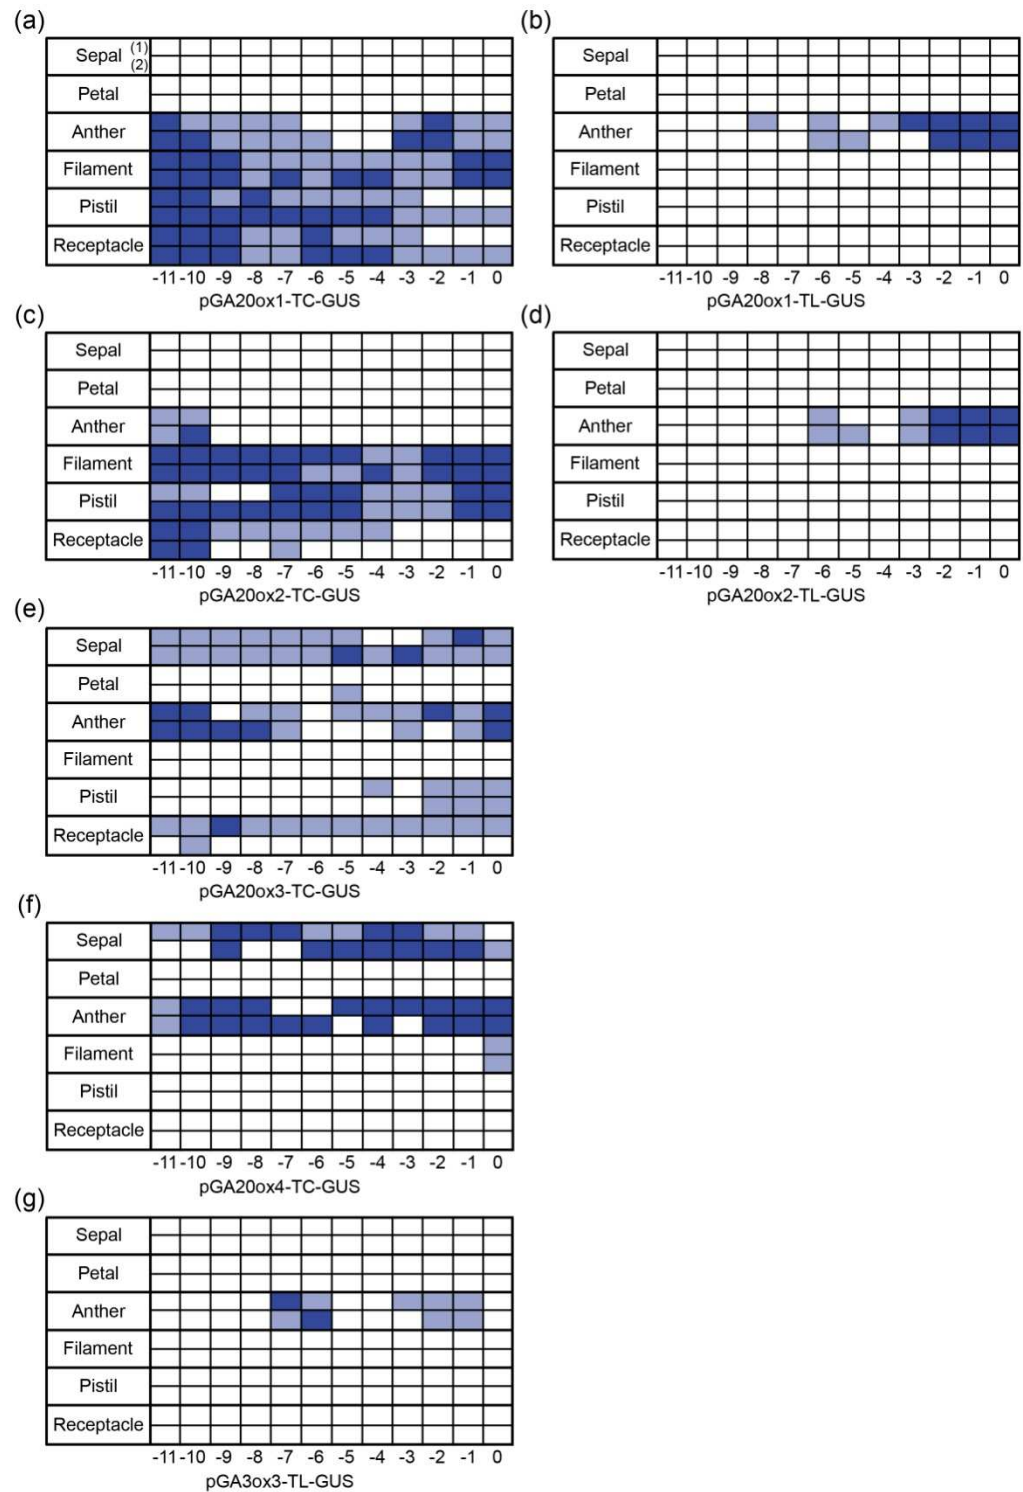 (a)
Sepal (1)
(2)
Petal
Anther
Filament
Pistil
Receptacle
-11 -10 -9 -8 -7 -6 -5 -4 -3 -2 -1 0
pGA20ox1-TC-GUS
(b)
Sepal
Petal
Anther
Filament
Pistil
Receptacle
-11 -10 -9 -8 -7 -6 -5 -4 -3 -2 -1 0
pGA20ox1-TL-GUS
(c)
Sepal
Petal
Anther
Filament
Pistil
Receptacle
-11 -10 -9 -8 -7 -6 -5 -4 -3 -2 -1 0
pGA20ox2-TC-GUS
(d)
Sepal
Petal
Anther
Filament
Pistil
Receptacle
-11 -10 -9 -8 -7 -6 -5 -4 -3 -2 -1 0
pGA20ox2-TL-GUS
(e)
Sepal
Petal
Anther
Filament
Pistil
Receptacle
-11 -10 -9 -8 -7 -6 -5 -4 -3 -2 -1 0
pGA20ox3-TC-GUS
(f)
Sepal
Petal
Anther
Filament
Pistil
Receptacle
-11 -10 -9 -8 -7 -6 -5 -4 -3 -2 -1 0
pGA20ox4-TC-GUS
(g)
Sepal
Petal
Anther
Filament
Pistil
Receptacle
-11 -10 -9 -8 -7 -6 -5 -4 -3 -2 -1 0
pGA3ox3-TL-GUS